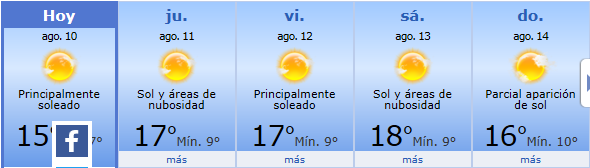 Hoy
ago. 10
Principalmente
soleado
15°
7°
ju.
ago. 11
Sol y áreas de
nubosidad
17° Mín. 9°
más
vi.
ago. 12
Principalmente
soleado
17° Mín. 9°
más
sá.
ago. 13
Sol y áreas de
nubosidad
18° Mín. 9°
más
do.
ago. 14
Parcial aparición
de sol
16° Mín. 10°
más